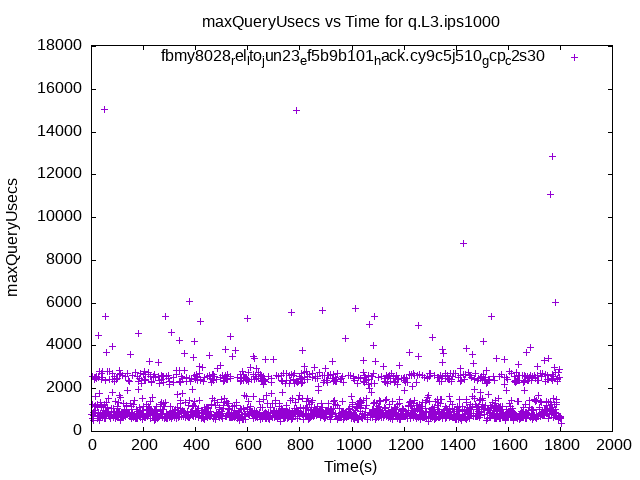 maxQueryUsecs vs Time for q.L3.ips1000
fbmy8028relltojun23ef5b9b101hack.cy9c5j510gcpc2s30
18000
16000
14000
12000
10000
8000
6000
4000
2000
0
maxQueryUsecs
0 200 400 600 800 1000 1200 1400 1600 1800 2000
Time(s)